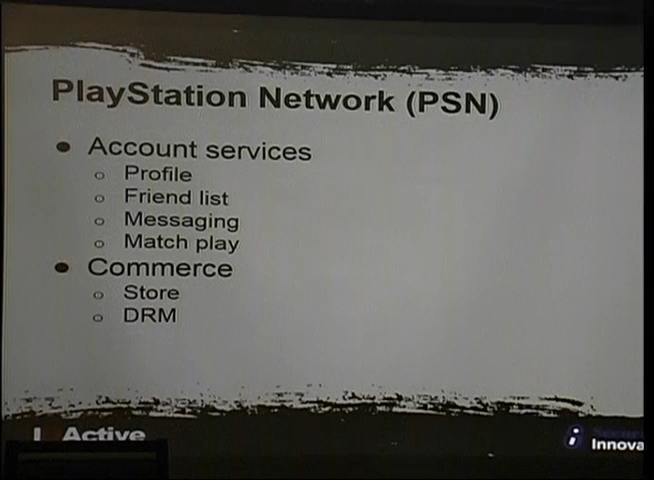 PlayStation Network (PSN)
● Account services
o Profile
o Friend list
o Messaging
o Match play
● Commerce
o Store
o DRM
Active
Innova